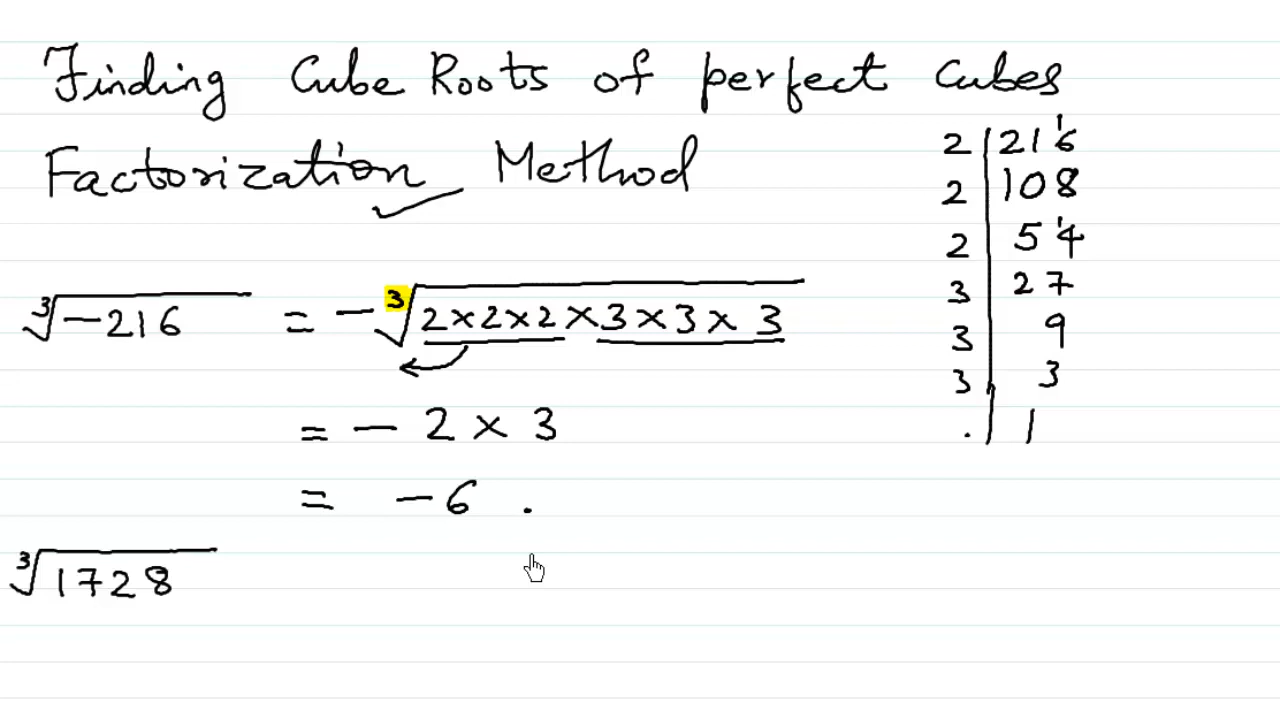 Finding Cube Roots of perfect Cubes
Factorization Method
2 | 216
2 | 108
2 | 54
3 | 27
3 | 9
3 | 3
. | 1
∛-216 = -∛2×2×2×3×3×3
= - 2 × 3
= -6 .
∛1728